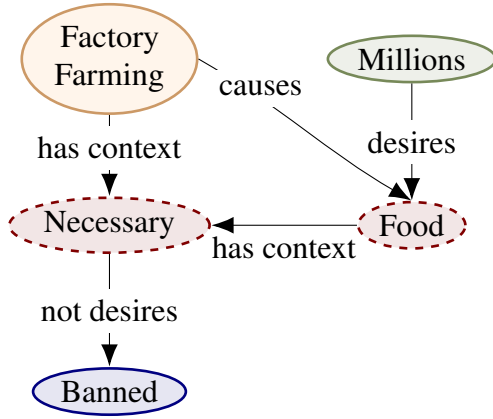 Factory
Farming
Millions
causes
has context
desires
Necessary
Food
has context
not desires
Banned